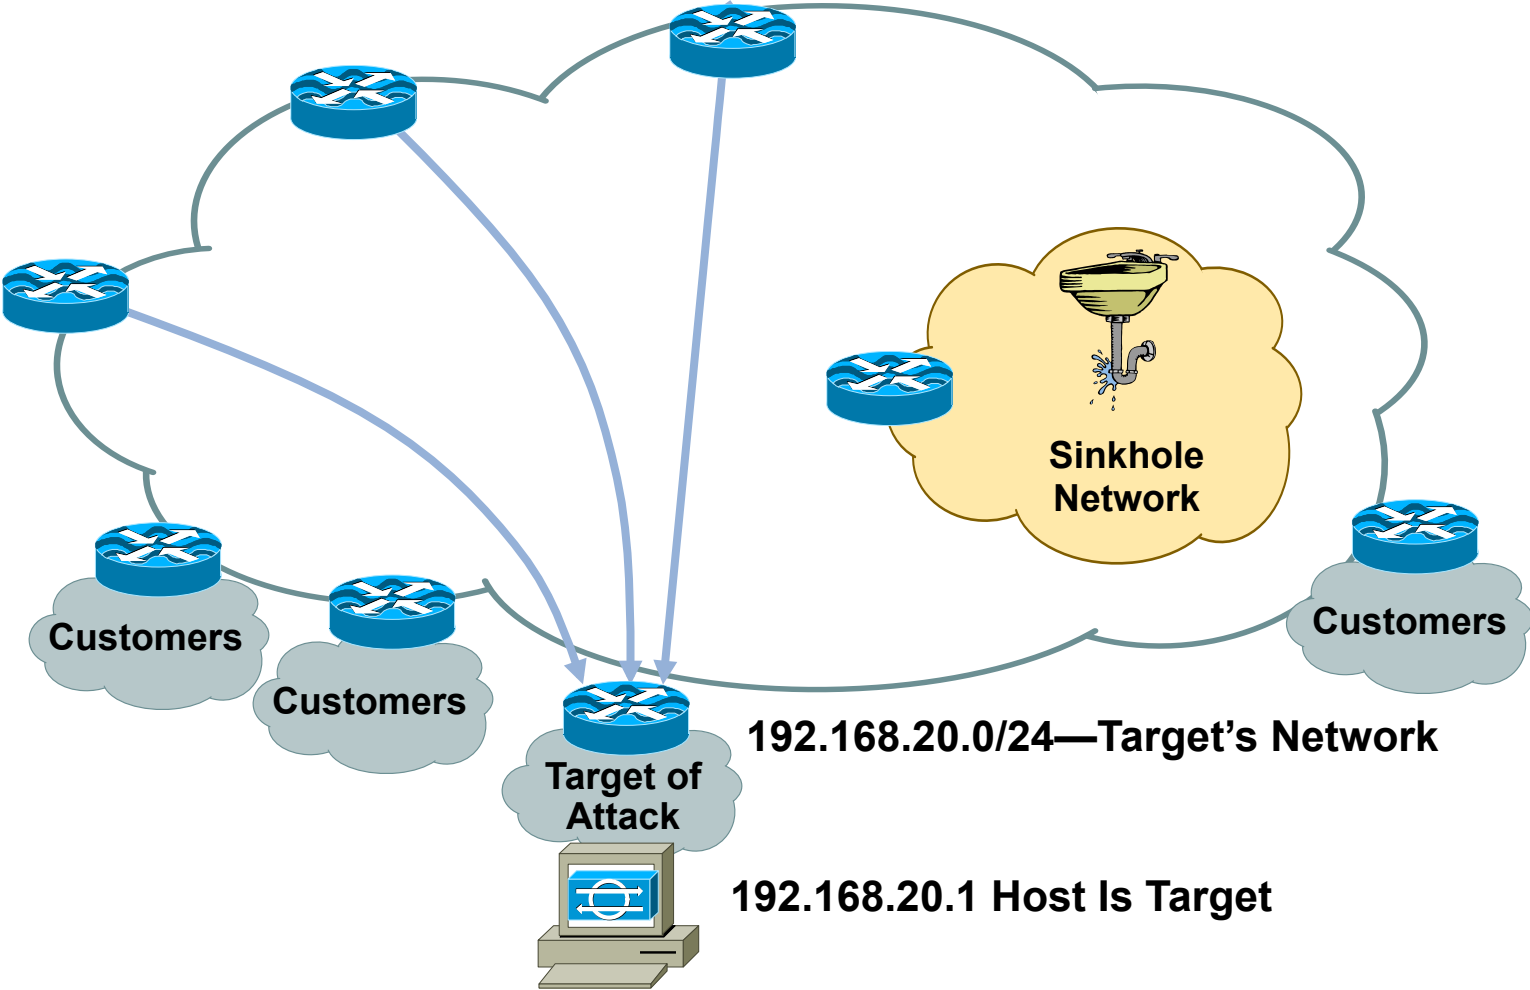 Sinkhole
Network
Customers
Customers
Customers
192.168.20.0/24—Target's Network
Target of
Attack
192.168.20.1 Host Is Target